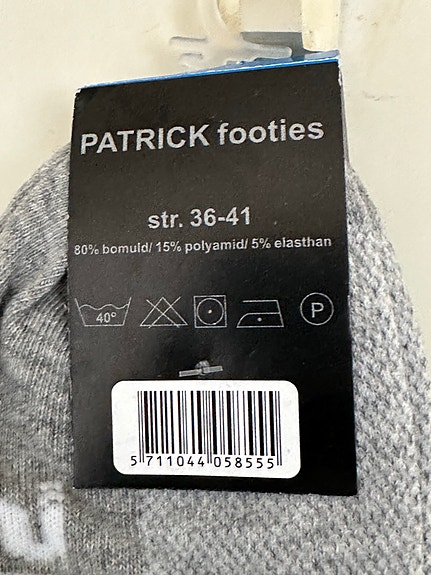 PATRICK footies
str. 36-41
80% bomuld/ 15% polyamid/ 5% elasthan
40° P
5 711044 058555